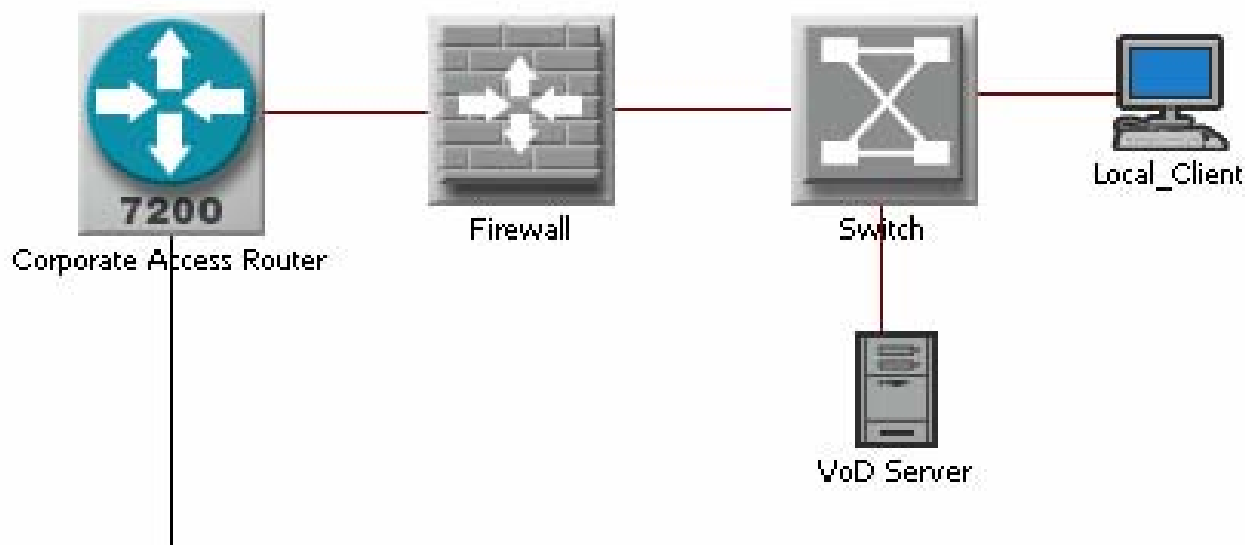 7200
Corporate Access Router
Firewall
Switch
Local_Client
VoD Server